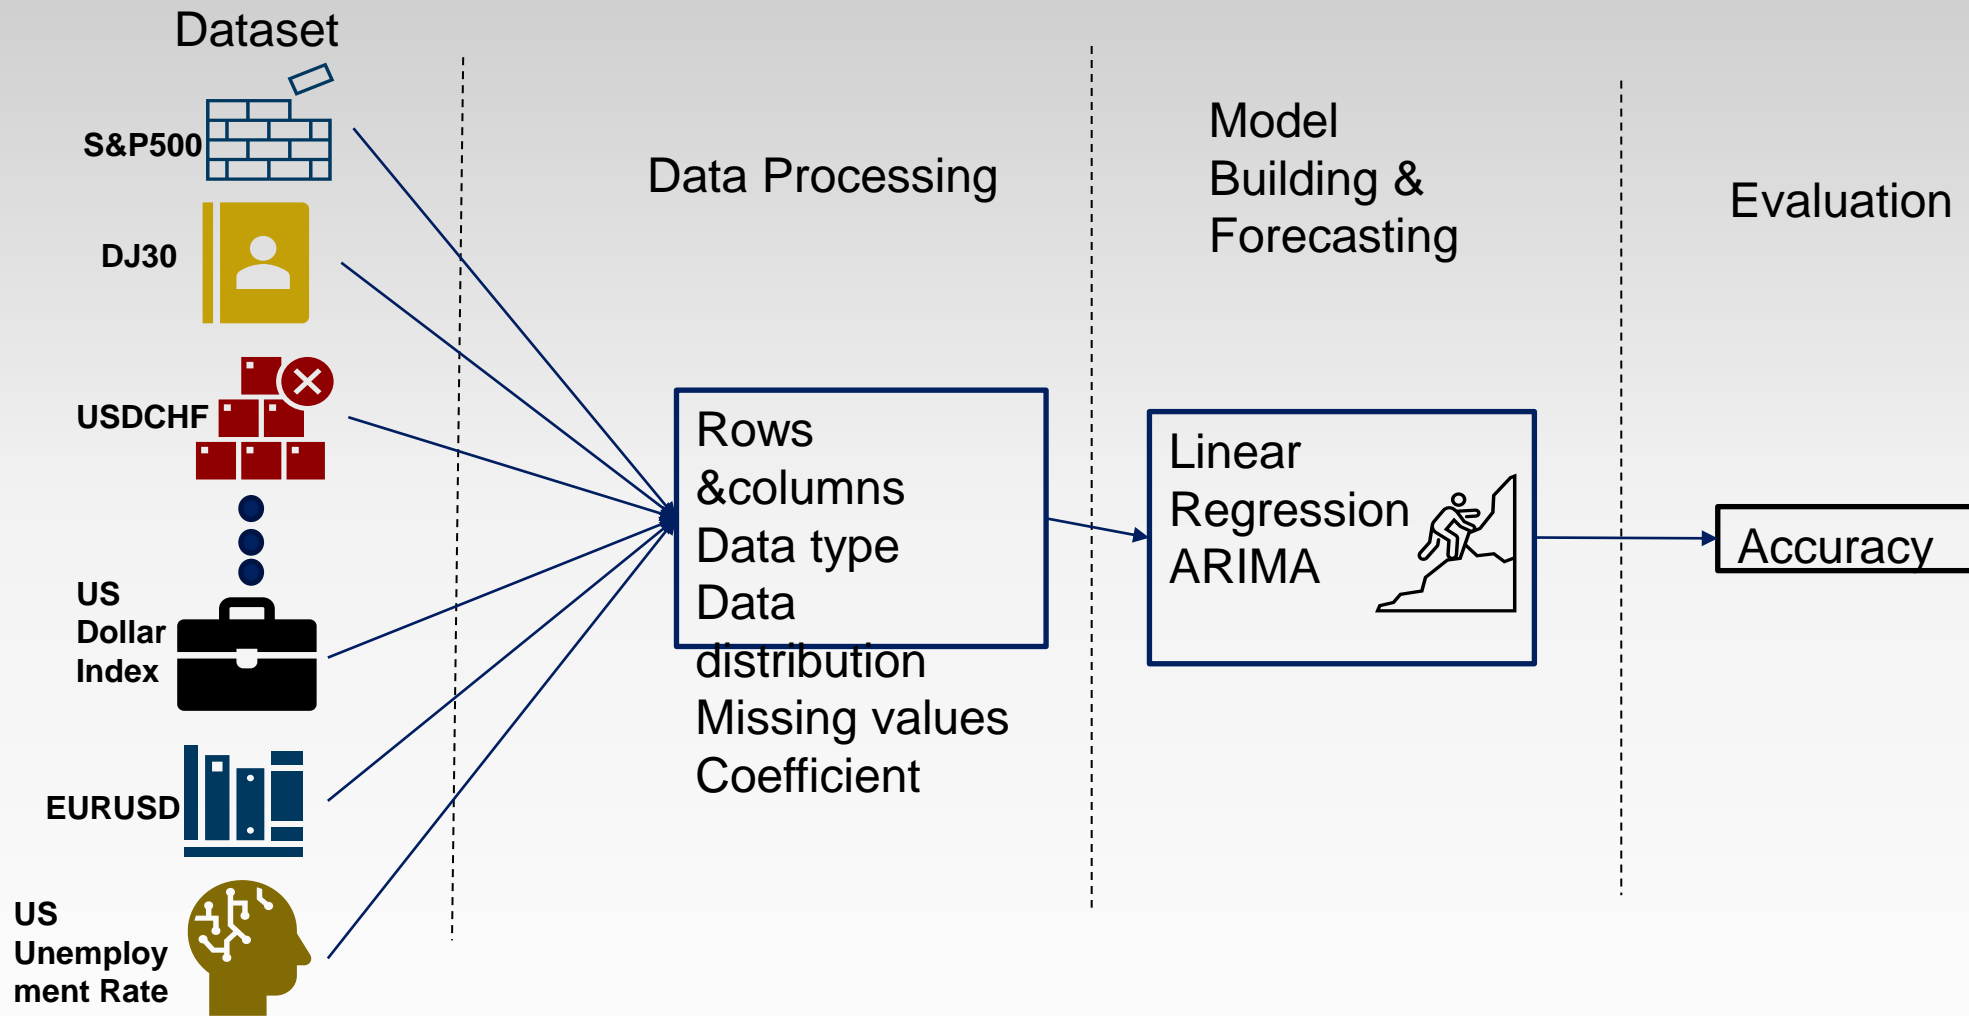 Dataset
S&P500
DJ30
USDCHF
US
Dollar
Index
EURUSD
US
Unemploy
ment Rate
Data Processing
Rows
&columns
Data type
Data
distribution
Missing values
Coefficient
Model
Building &
Forecasting
Linear
Regression
ARIMA
Evaluation
Accuracy